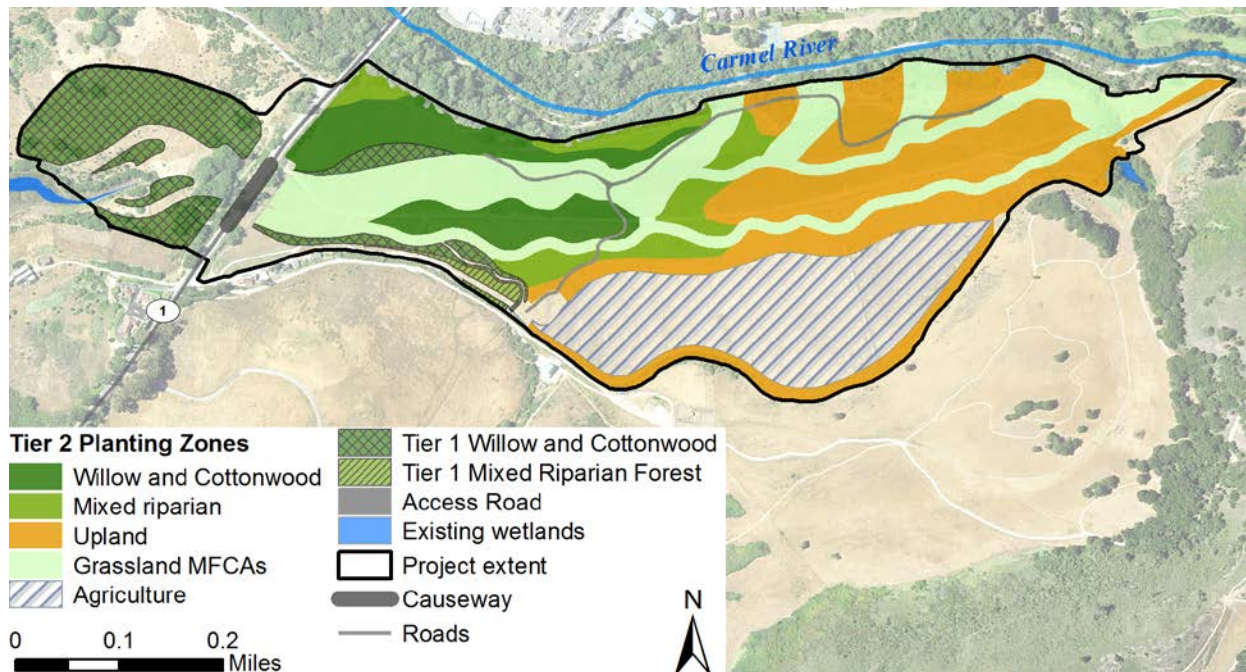 Carmel River
1
Tier 2 Planting Zones
Willow and Cottonwood
Mixed riparian
Upland
Grassland MFCAs
Agriculture
Tier 1 Willow and Cottonwood
Tier 1 Mixed Riparian Forest
Access Road
Existing wetlands
Project extent
Causeway
Roads
0 0.1 0.2
Miles
N